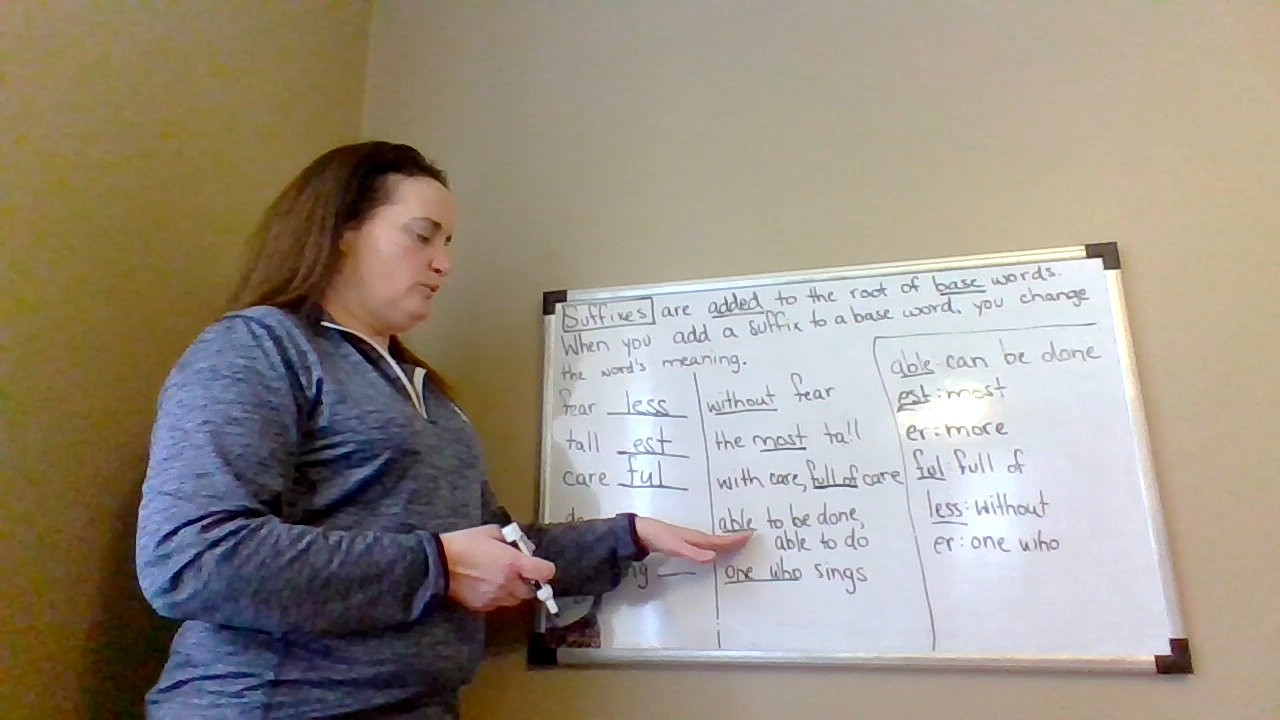 Suffixes are added to the root of base words.
When you add a suffix to a base word, you change
the word's meaning.
fear less without fear
tall est the most tall
care ful with care, full of care
do able to be done,
able to do
ng one who sings
able: can be done
est: most
er: more
ful: full of
less: without
er: one who